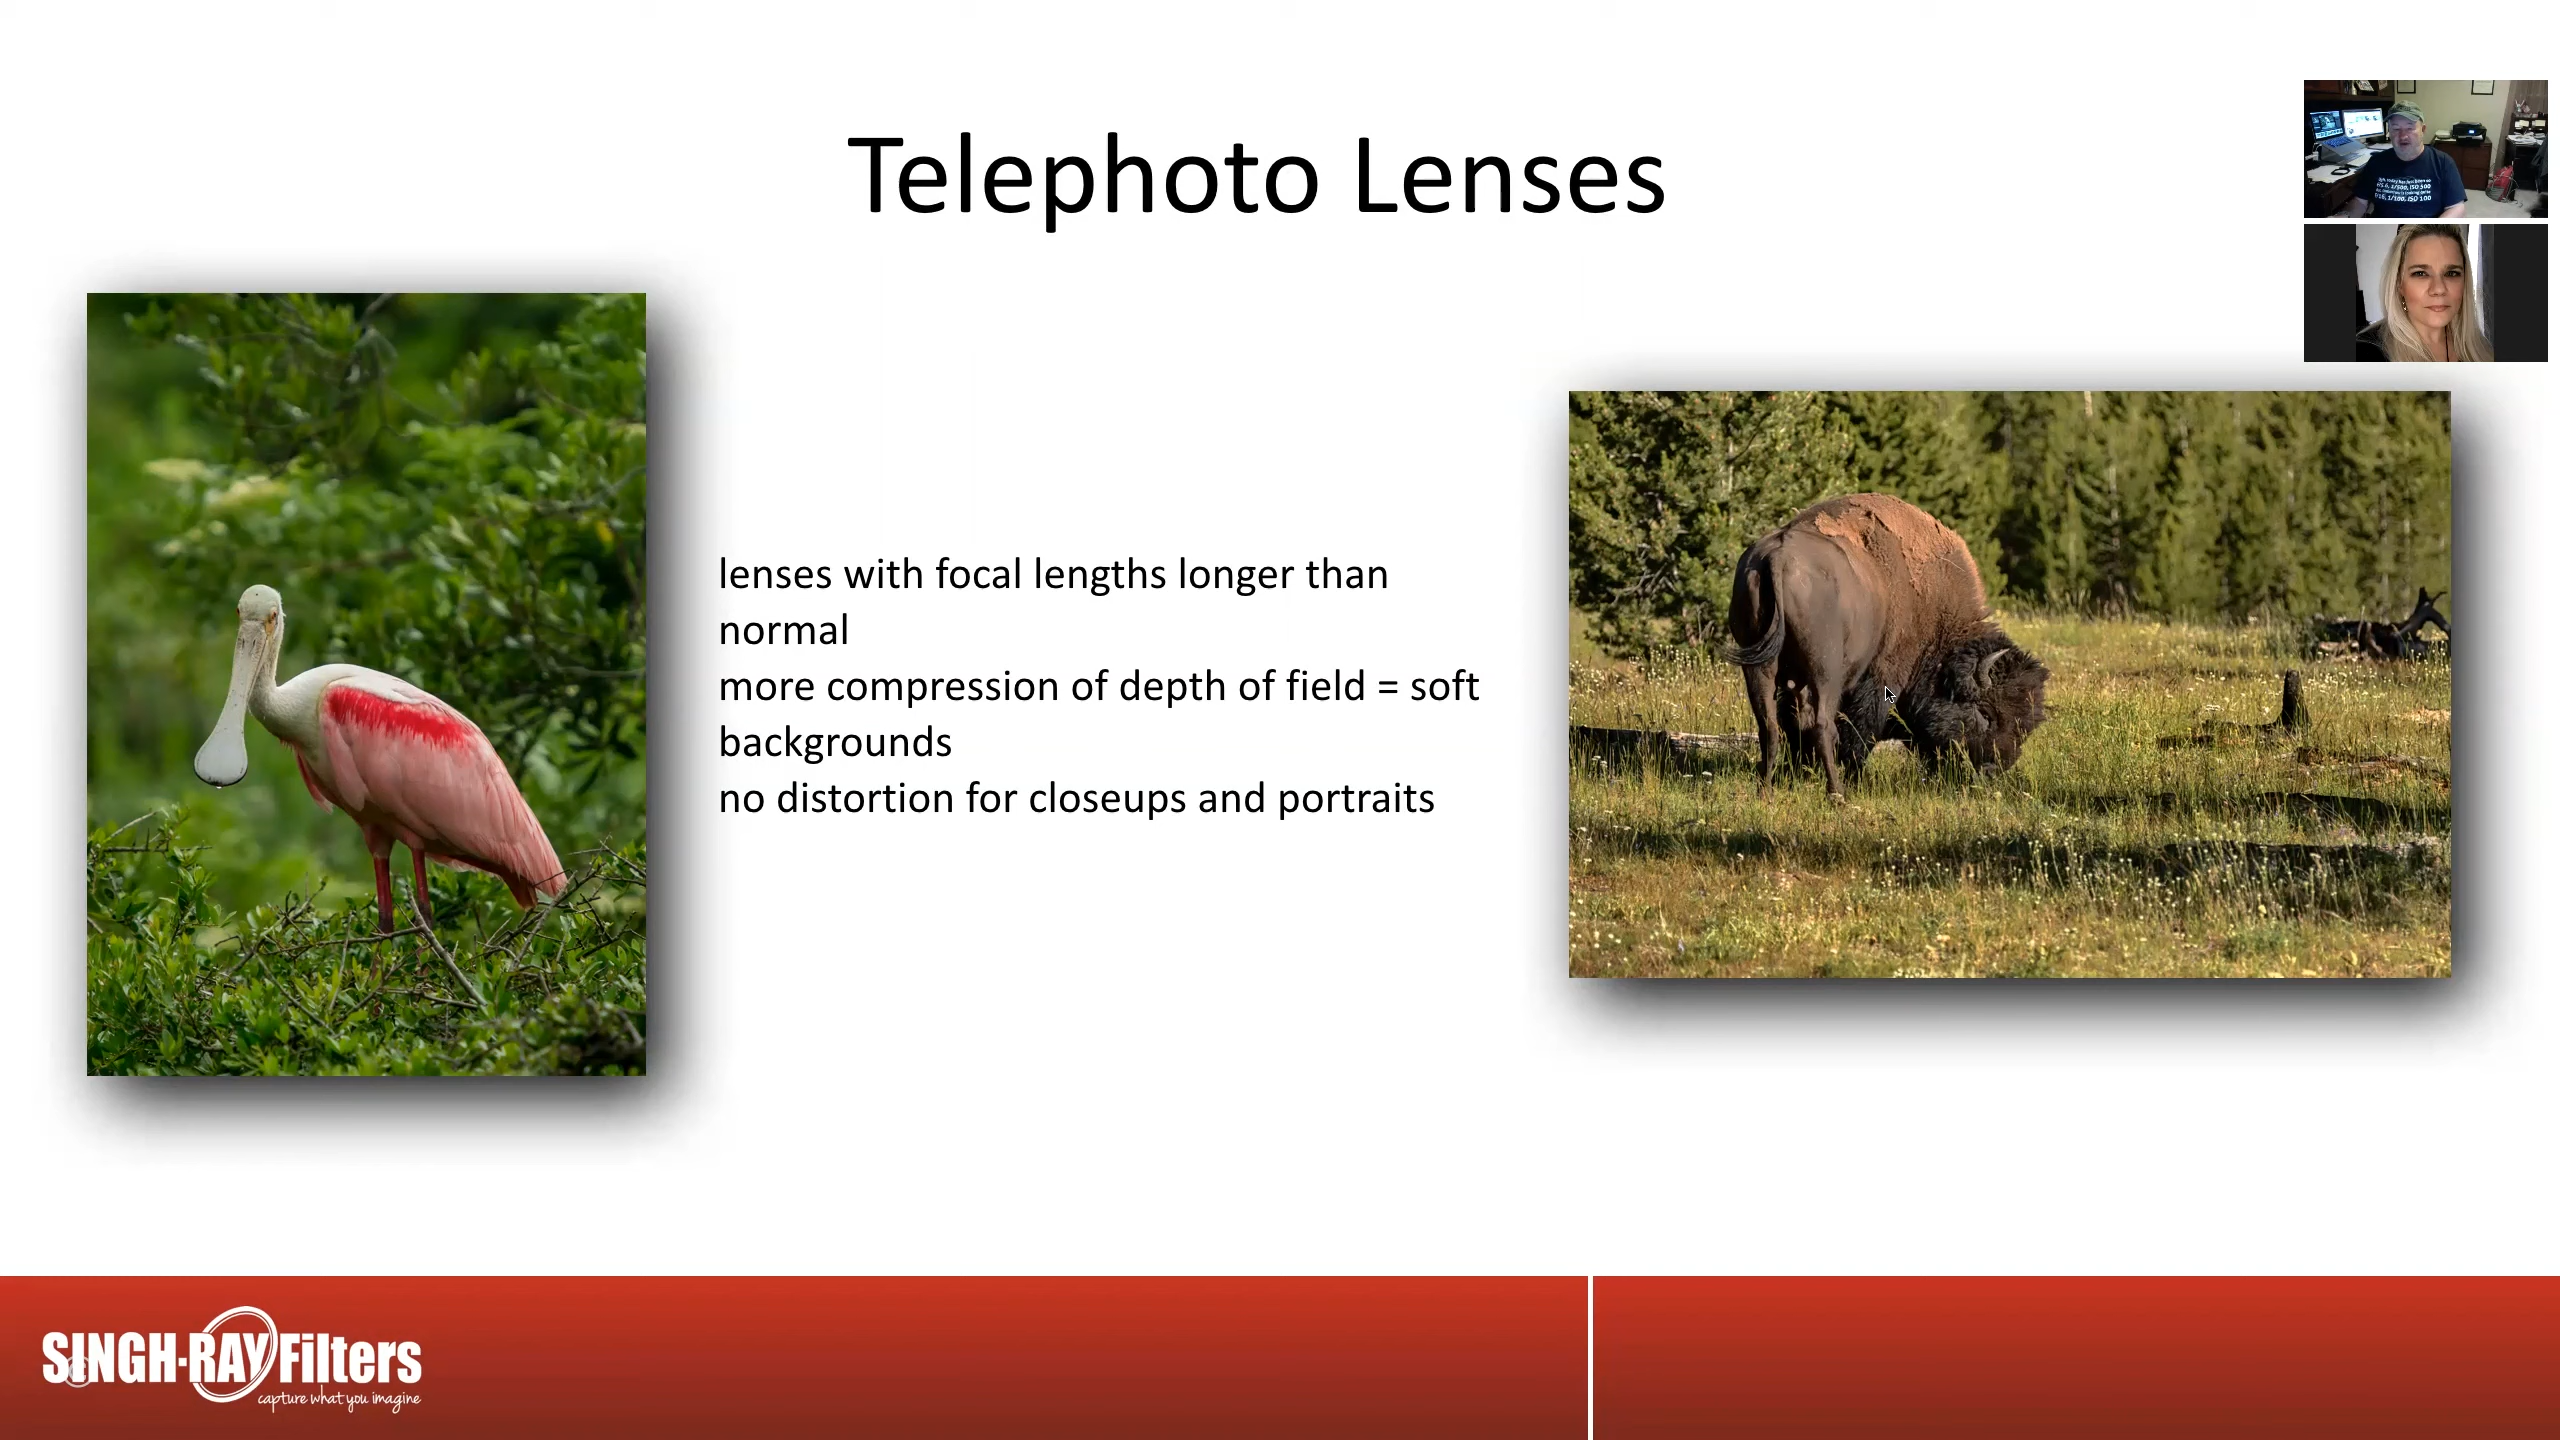 Telephoto Lenses
lenses with focal lengths longer than
normal
more compression of depth of field = soft
backgrounds
no distortion for closeups and portraits
SINGH-RAY Filters
capture what you imagine